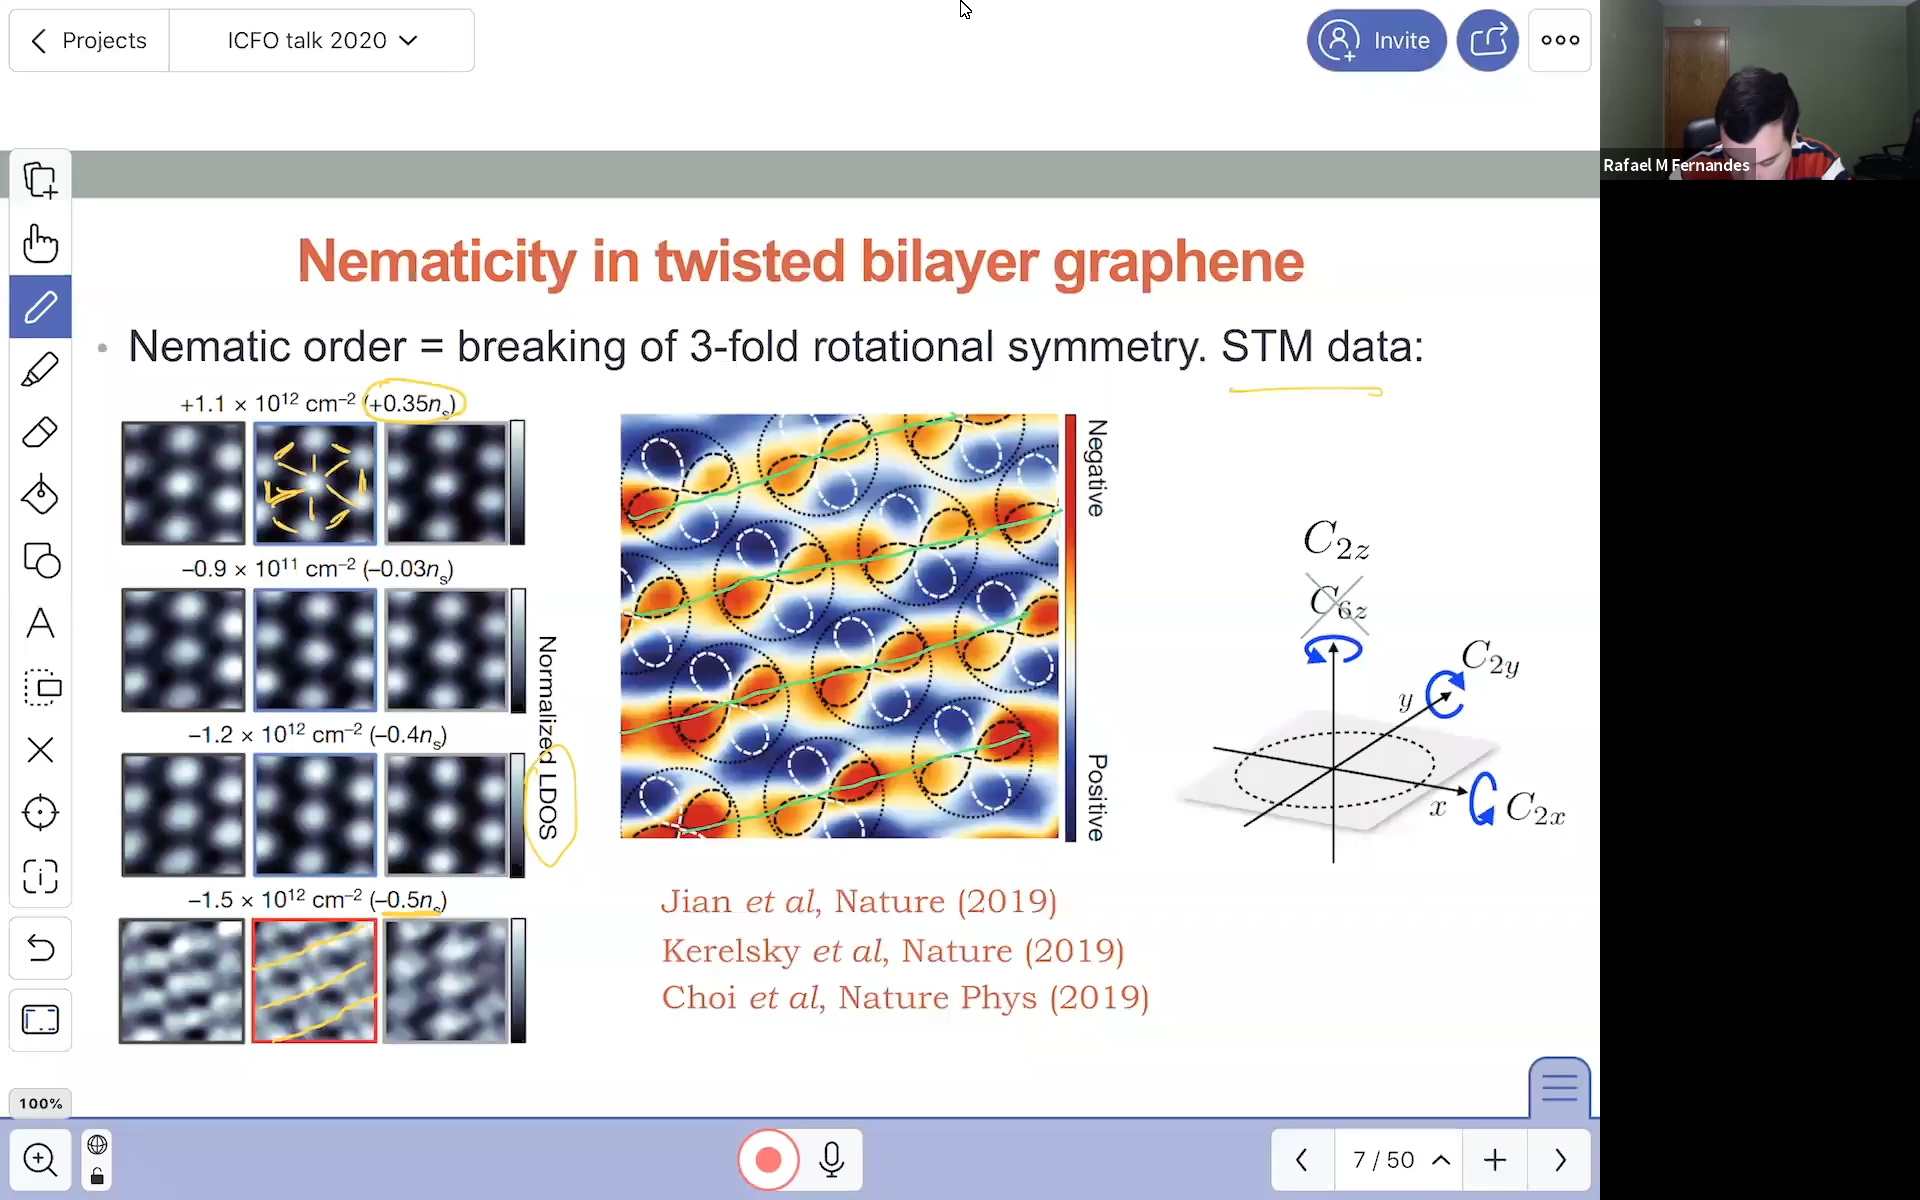 Projects
ICFO talk 2020
Invite
Rafael M Fernandes
Nematicity in twisted bilayer graphene
• Nematic order = breaking of 3-fold rotational symmetry. STM data:
+1.1 × 10¹² cm⁻² (+0.35nₛ)
−0.9 × 10¹¹ cm⁻² (−0.03nₛ)
−1.2 × 10¹² cm⁻² (−0.4nₛ)
−1.5 × 10¹² cm⁻² (−0.5nₛ)
Normalized LDOS
Negative
Positive
C₂z
C₆z
C₂y
y
x
C₂x
Jian et al, Nature (2019)
Kerelsky et al, Nature (2019)
Choi et al, Nature Phys (2019)
100%
7 / 50